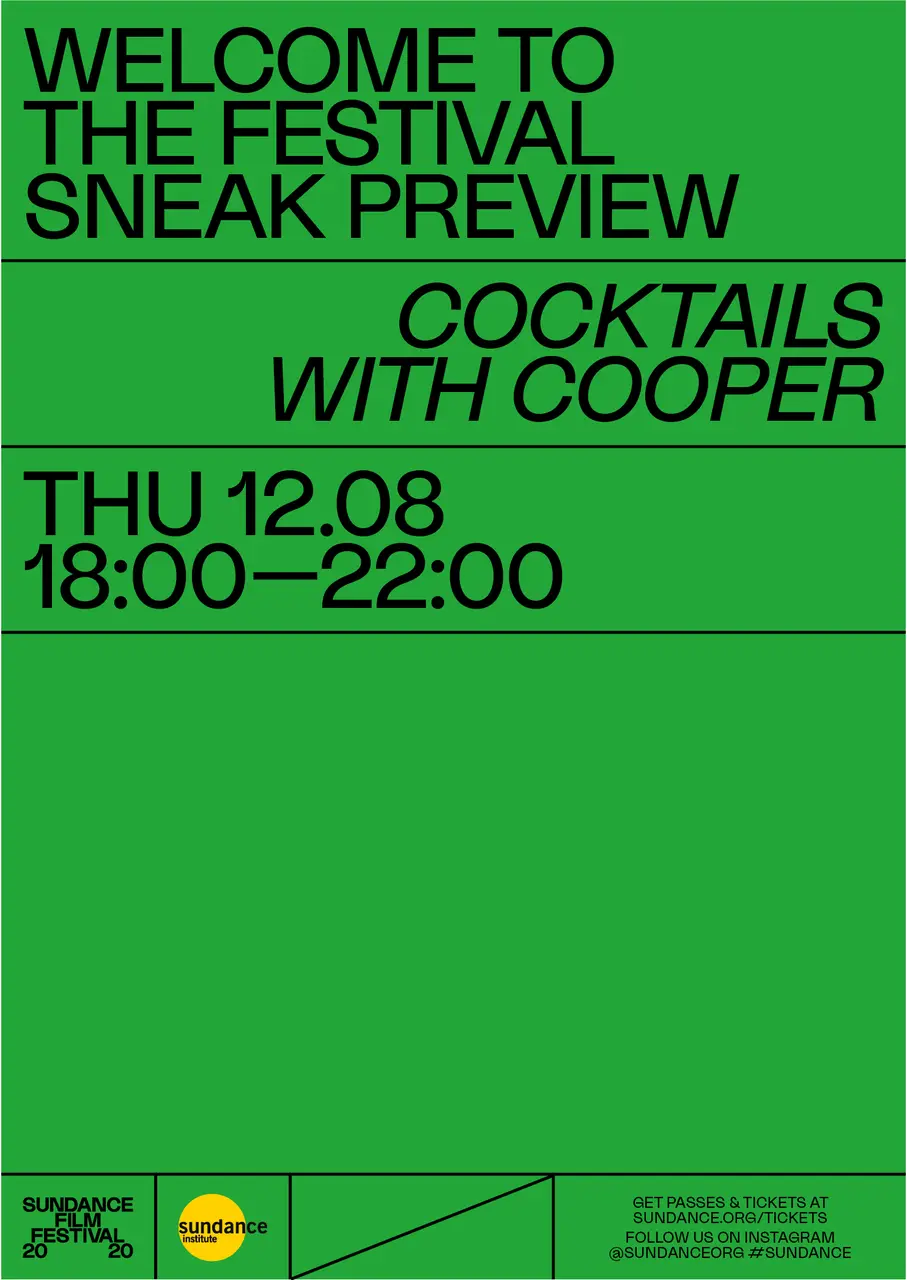 WELCOME TO
THE FESTIVAL
SNEAK PREVIEW
COCKTAILS
WITH COOPER
THU 12.08
18:00—22:00
SUNDANCE
FILM
FESTIVAL
20 20
sundance
institute
GET PASSES & TICKETS AT
SUNDANCE.ORG/TICKETS
FOLLOW US ON INSTAGRAM
@SUNDANCEORG #SUNDANCE